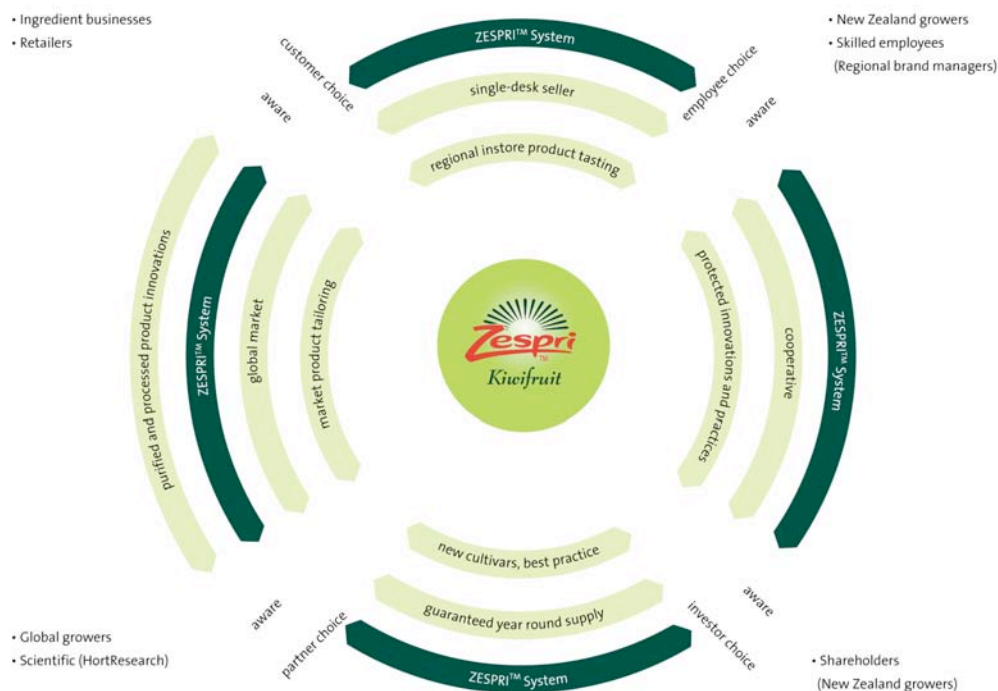 • Ingredient businesses
• Retailers
• New Zealand growers
• Skilled employees
(Regional brand managers)
customer choice
aware
ZESPRI™ System
single-desk seller
regional instore product tasting
employee choice
aware
purified and processed product innovations
ZESPRI™ System
global market
market product tailoring
Zespri™
Kiwifruit
protected innovations and practices
cooperative
ZESPRI™ System
new cultivars, best practice
guaranteed year round supply
ZESPRI™ System
aware
partner choice
investor choice
aware
• Global growers
• Scientific (HortResearch)
• Shareholders
(New Zealand growers)